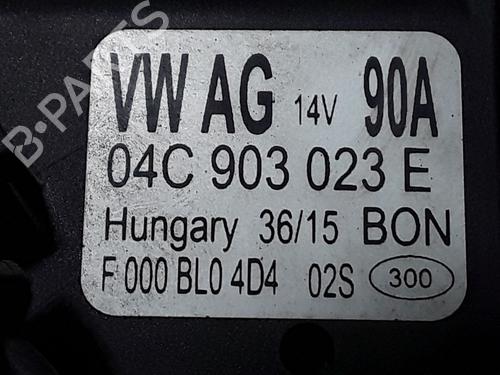 VW AG 14V 90A
04C 903 023 E
Hungary 36/15 BON
F 000 BL0 4D4 02S 300
B-PARTS